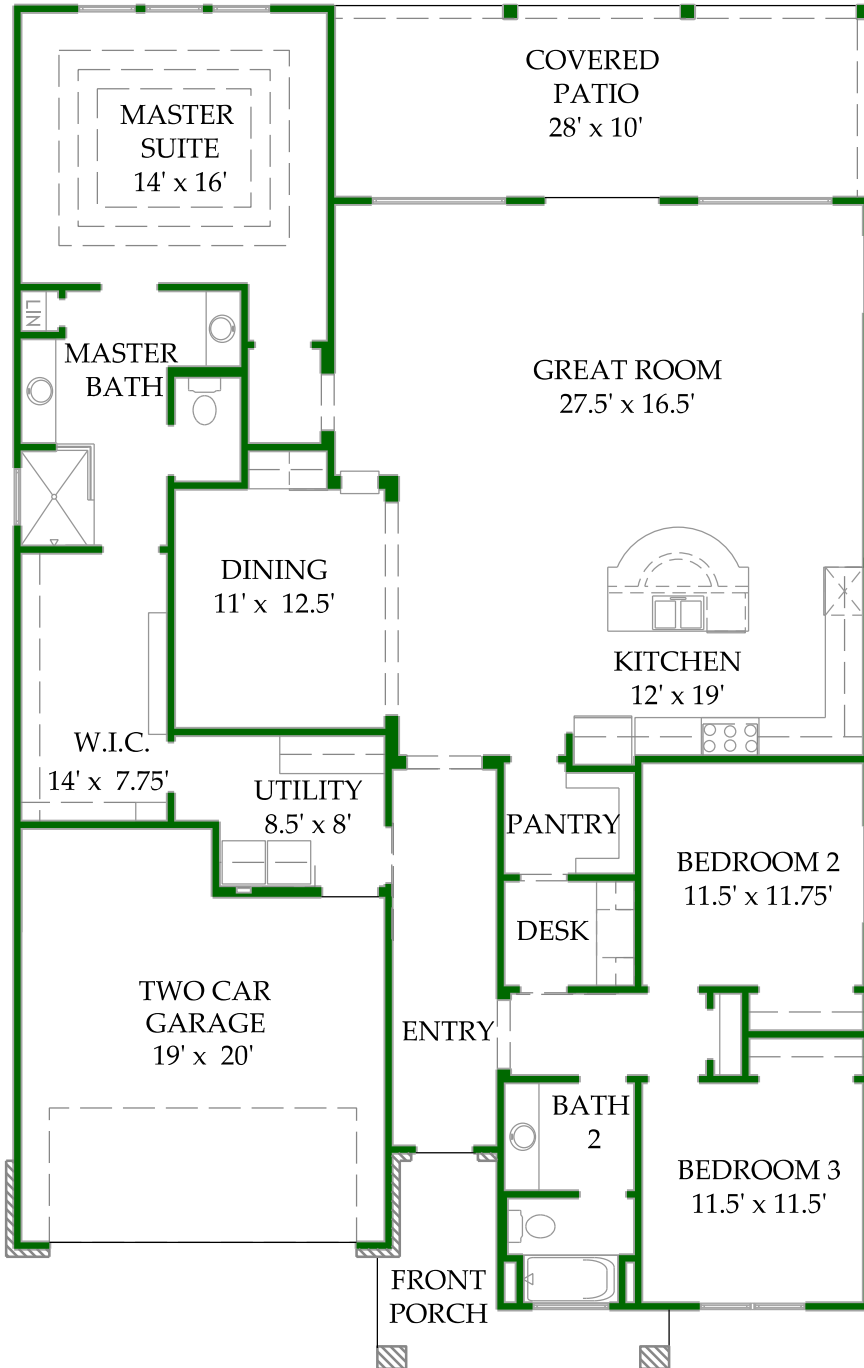 COVERED
PATIO
28' x 10'
MASTER
SUITE
14' x 16'
LIN
MASTER
BATH
GREAT ROOM
27.5' x 16.5'
DINING
11' x 12.5'
KITCHEN
12' x 19'
W.I.C.
14' x 7.75'
UTILITY
8.5' x 8'
PANTRY
BEDROOM 2
11.5' x 11.75'
DESK
TWO CAR
GARAGE
19' x 20'
ENTRY
BATH
2
BEDROOM 3
11.5' x 11.5'
FRONT
PORCH